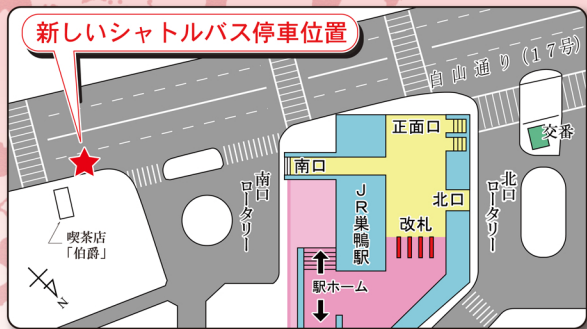 新しいシャトルバス停車位置
白山通り(17号)
正面口
交番
南口
北口
南口
ロータリー
JR巣鴨駅
北口
ロータリー
改札
喫茶店
「伯爵」
駅ホーム
N